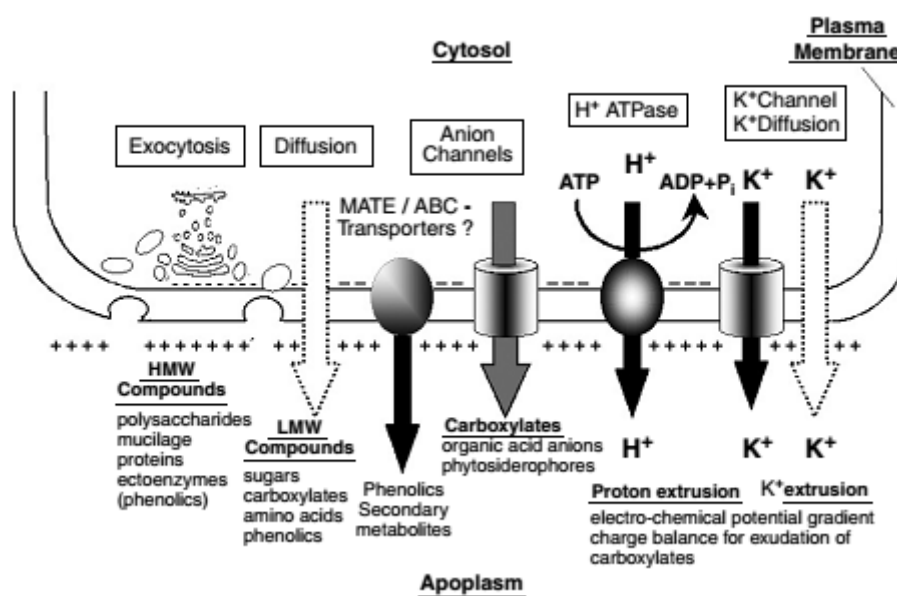 Plasma
Membrane
Cytosol
Exocytosis
Diffusion
Anion
Channels
H+ ATPase
K+Channel
K+Diffusion
MATE / ABC -
Transporters ?
ATP
H+
ADP+Pi
K+
K+
- - - - - - - - - -
++++ +++++++ ++++ ++++ ++++ +++++ ++ ++
HMW
Compounds
polysaccharides
mucilage
proteins
ectoenzymes
(phenolics)
LMW
Compounds
sugars
carboxylates
amino acids
phenolics
Phenolics
Secondary
metabolites
Carboxylates
organic acid anions
phytosiderophores
H+
K+
K+
Proton extrusion
K+extrusion
electro-chemical potential gradient
charge balance for exudation of
carboxylates
Apoplasm